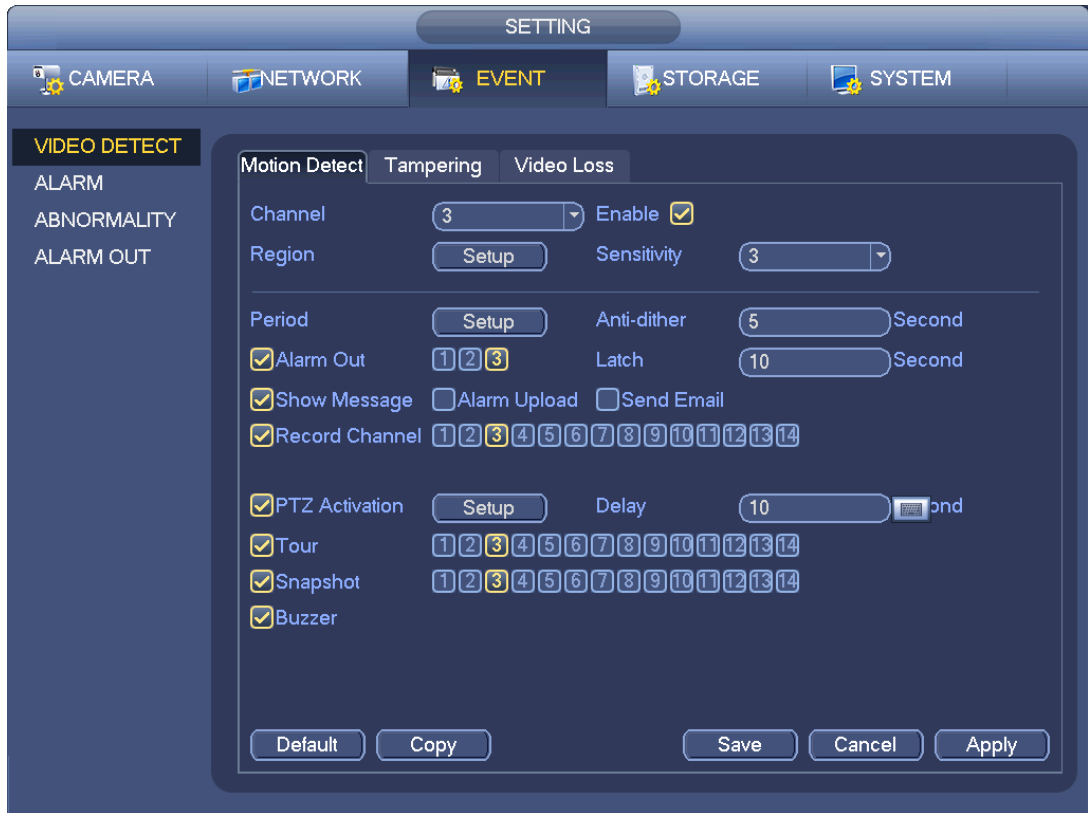 SETTING
CAMERA NETWORK EVENT STORAGE SYSTEM
VIDEO DETECT
ALARM
ABNORMALITY
ALARM OUT
Motion Detect Tampering Video Loss
Channel 3 Enable
Region Setup Sensitivity 3
Period Setup Anti-dither 5 Second
Alarm Out 1 2 3 Latch 10 Second
Show Message Alarm Upload Send Email
Record Channel 1 2 3 4 5 6 7 8 9 10 11 12 13 14
PTZ Activation Setup Delay 10 ond
Tour 1 2 3 4 5 6 7 8 9 10 11 12 13 14
Snapshot 1 2 3 4 5 6 7 8 9 10 11 12 13 14
Buzzer
Default Copy Save Cancel Apply